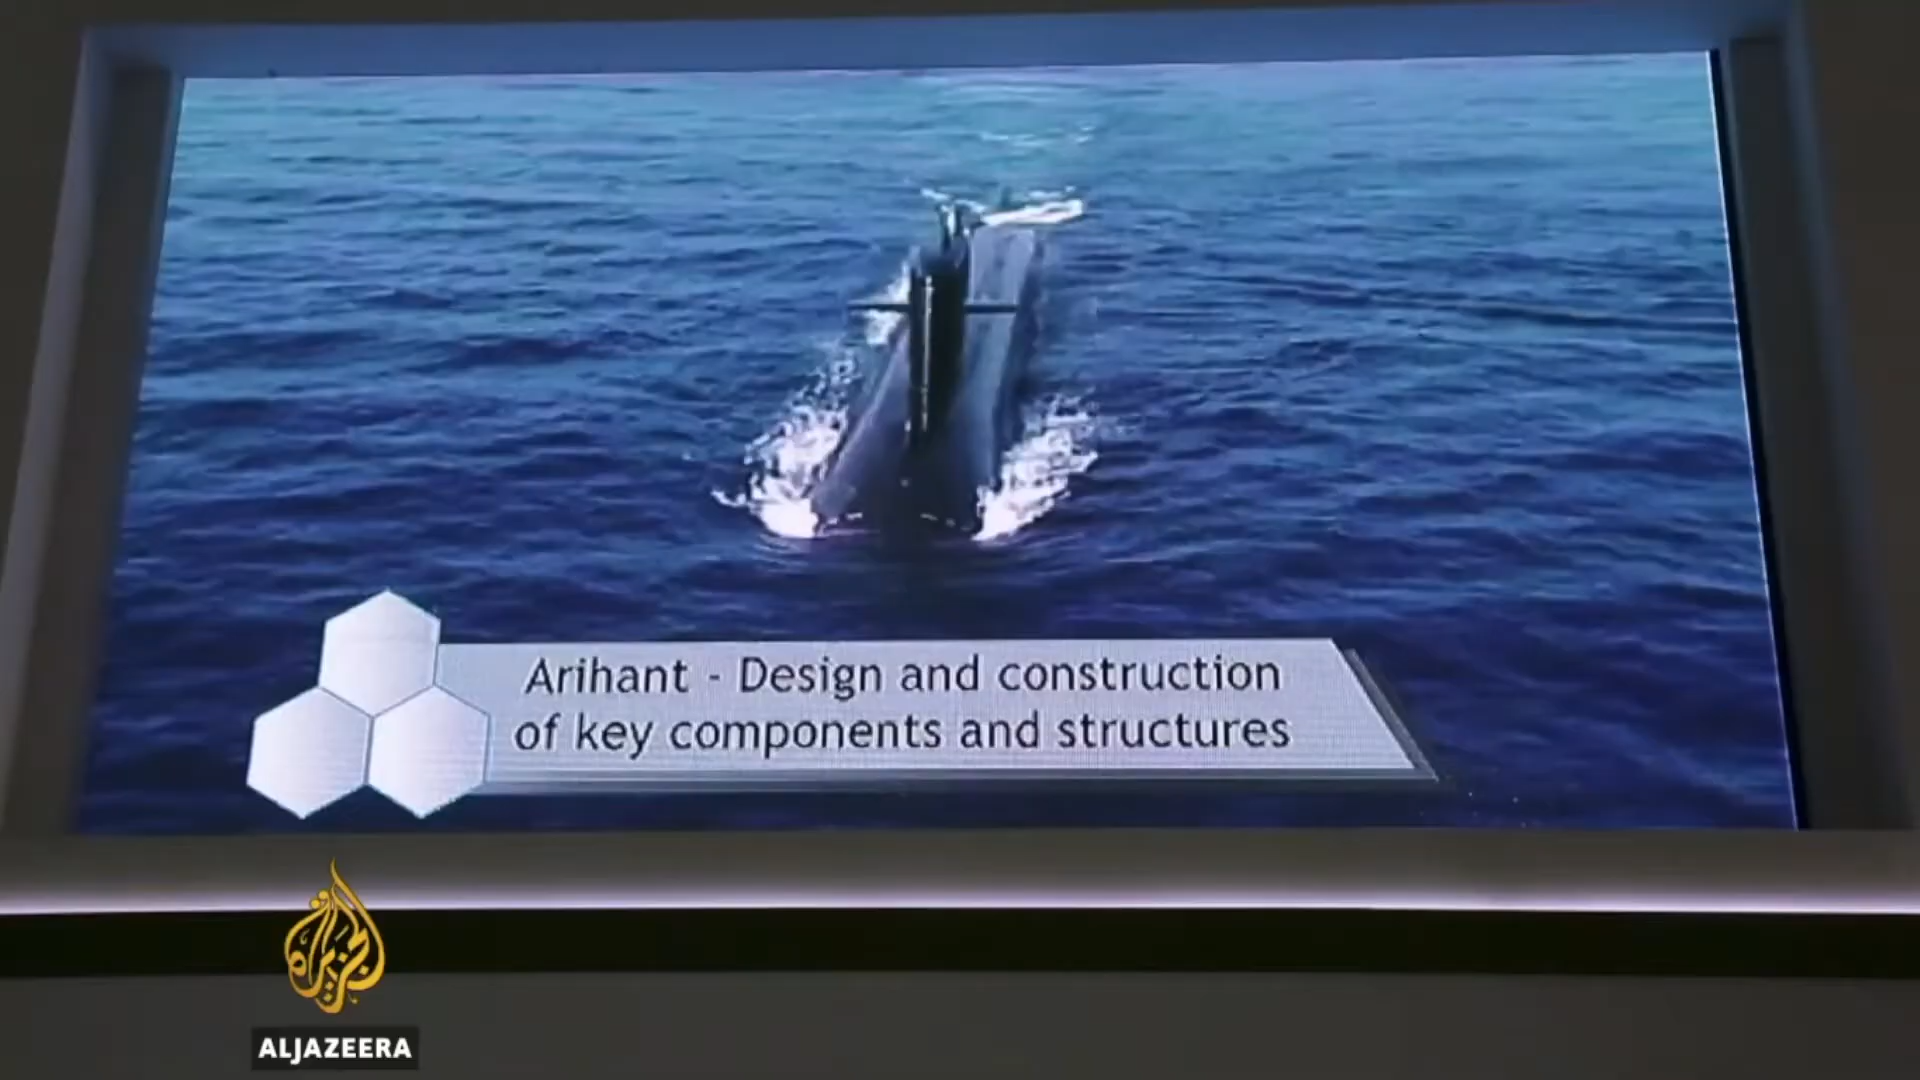 Arihant - Design and construction
of key components and structures
الجزيرة
ALJAZEERA